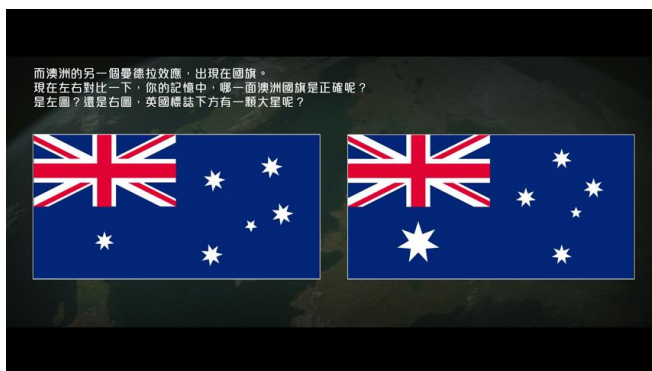 而澳洲的另一個曼德拉效應，出現在國旗。
現在左右對比一下，你的記憶中，哪一面澳洲國旗是正確呢？
是左圖？還是右圖，英國標誌下方有一顆大星呢？